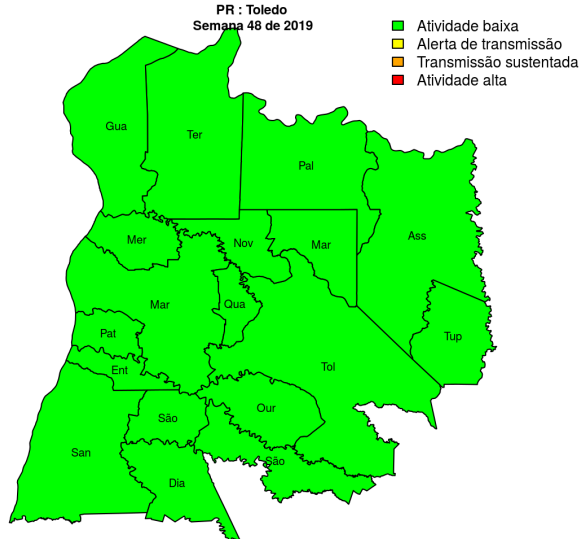 PR : Toledo
Semana 48 de 2019
Atividade baixa
Alerta de transmissão
Transmissão sustentada
Atividade alta
Gua
Ter
Pal
Mer
Nov
Mar
Ass
Mar
Qua
Pat
Tup
Ent
Tol
São
Our
San
São
Dia